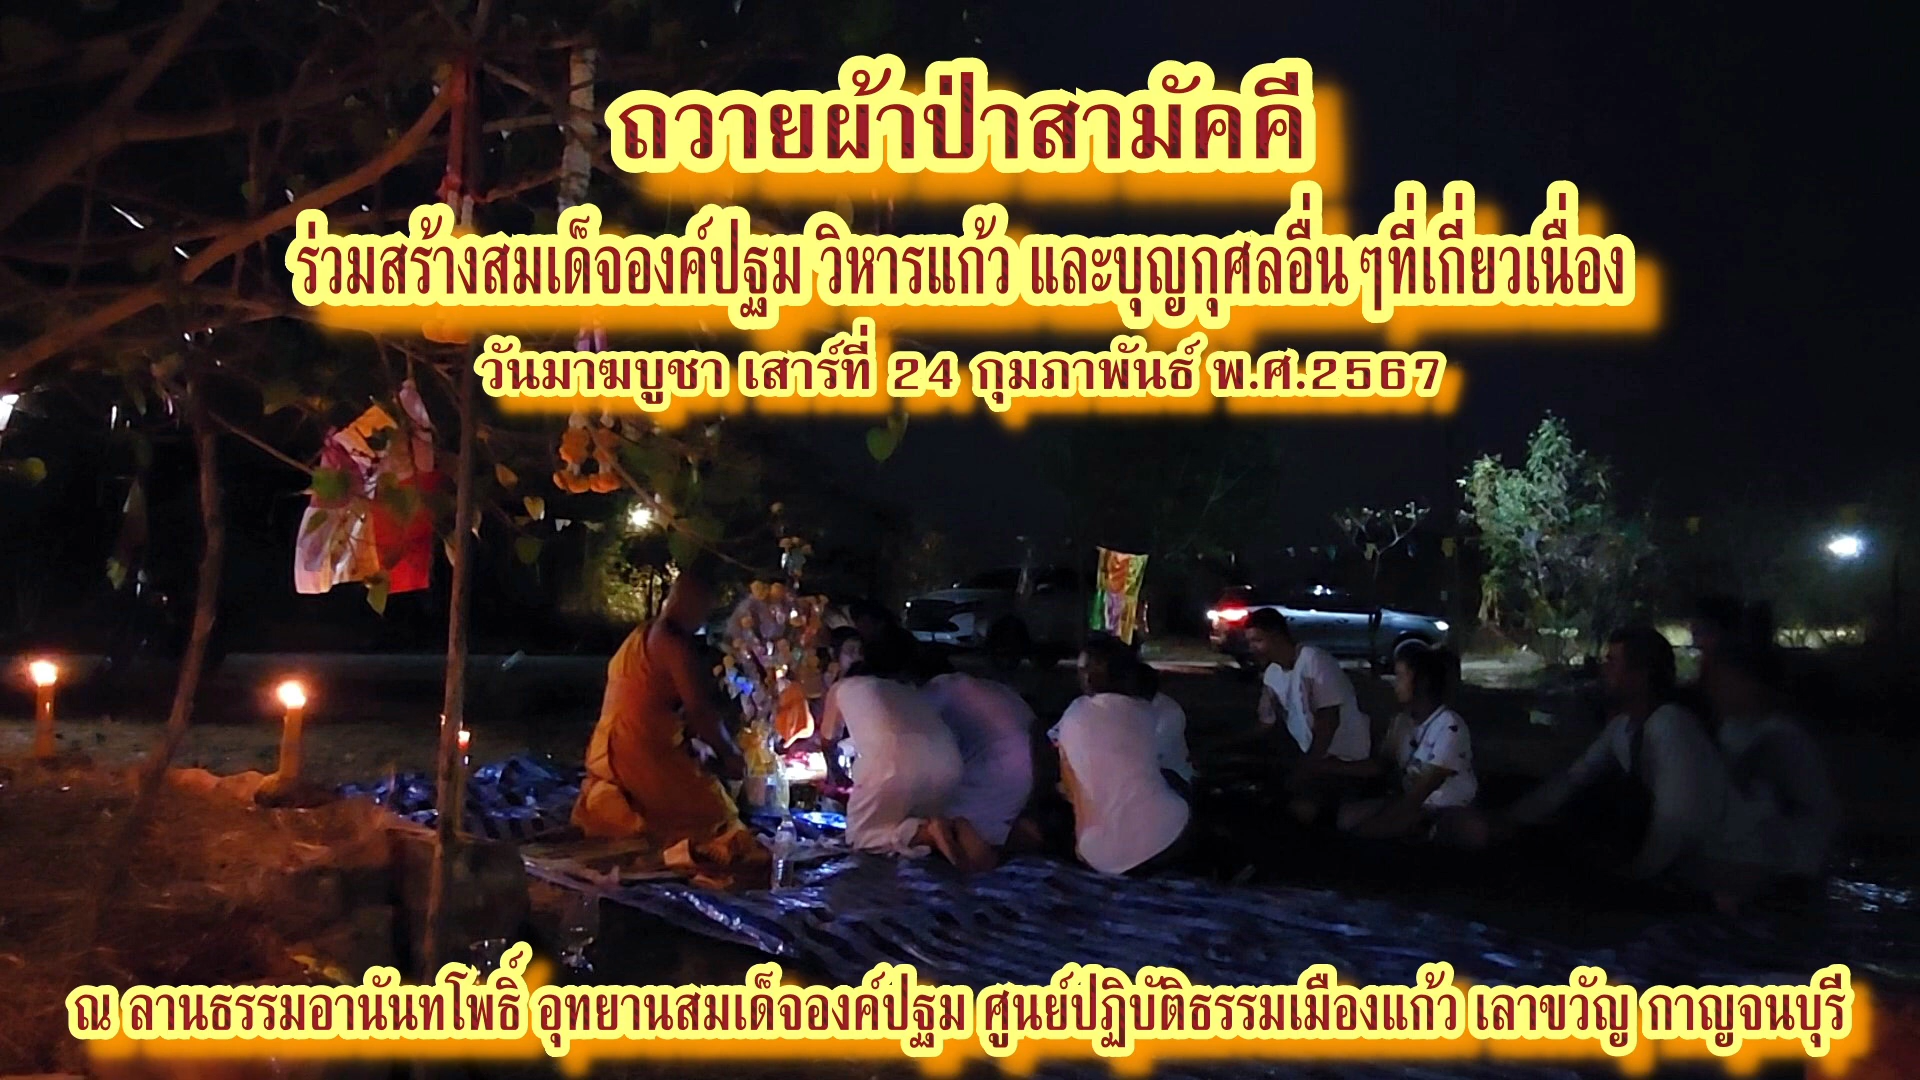 ถวายผ้าป่าสามัคคี
ร่วมสร้างสมเด็จองค์ปฐม วิหารแก้ว และบุญกุศลอื่น ๆที่เกี่ยวเนื่อง
วันมาฆบูชา เสาร์ที่ 24 กุมภาพันธ์ พ.ศ.2567
ณ ลานธรรมอานันทโพธิ์ อุทยานสมเด็จองค์ปฐม ศูนย์ปฏิบัติธรรมเมืองแก้ว เลาขวัญ กาญจนบุรี